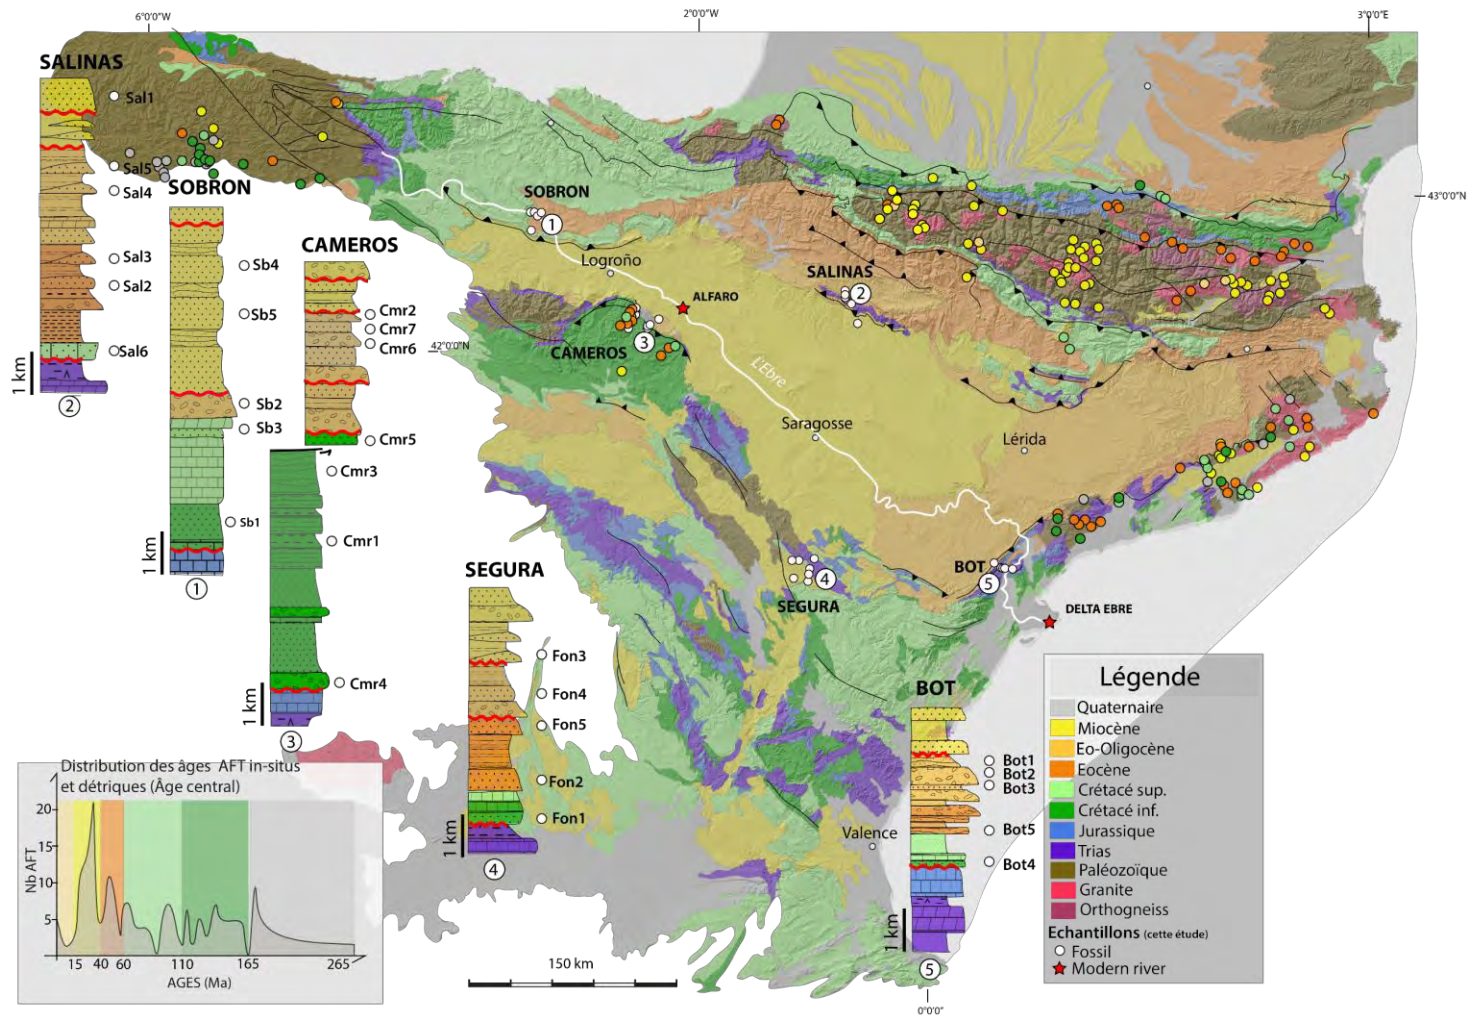 6°0'0"W
2°0'0"W
3°0'0"E
43°0'0"N
42°0'0"N
0°0'0"
SALINAS
Sal1
Sal5
Sal4
Sal3
Sal2
Sal6
1 km
2
SOBRON
Sb4
Sb5
Sb2
Sb3
Sb1
1 km
1
CAMEROS
Cmr2
Cmr7
Cmr6
Cmr5
Cmr3
Cmr1
Cmr4
1 km
3
SEGURA
Fon3
Fon4
Fon5
Fon2
Fon1
1 km
4
BOT
Bot1
Bot2
Bot3
Bot5
Bot4
1 km
5
SOBRON
1
Logroño
ALFARO
SALINAS
2
CAMEROS
3
L'Ebre
Saragosse
Lérida
SEGURA
4
BOT
5
DELTA EBRE
Valence
150 km
Distribution des âges AFT in-situs
et détriques (Âge central)
Nb AFT
20
15
10
5
15 40 60 110 165 265
AGES (Ma)
Légende
Quaternaire
Miocène
Eo-Oligocène
Eocène
Crétacé sup.
Crétacé inf.
Jurassique
Trias
Paléozoïque
Granite
Orthogneiss
Echantillons (cette étude)
Fossil
Modern river